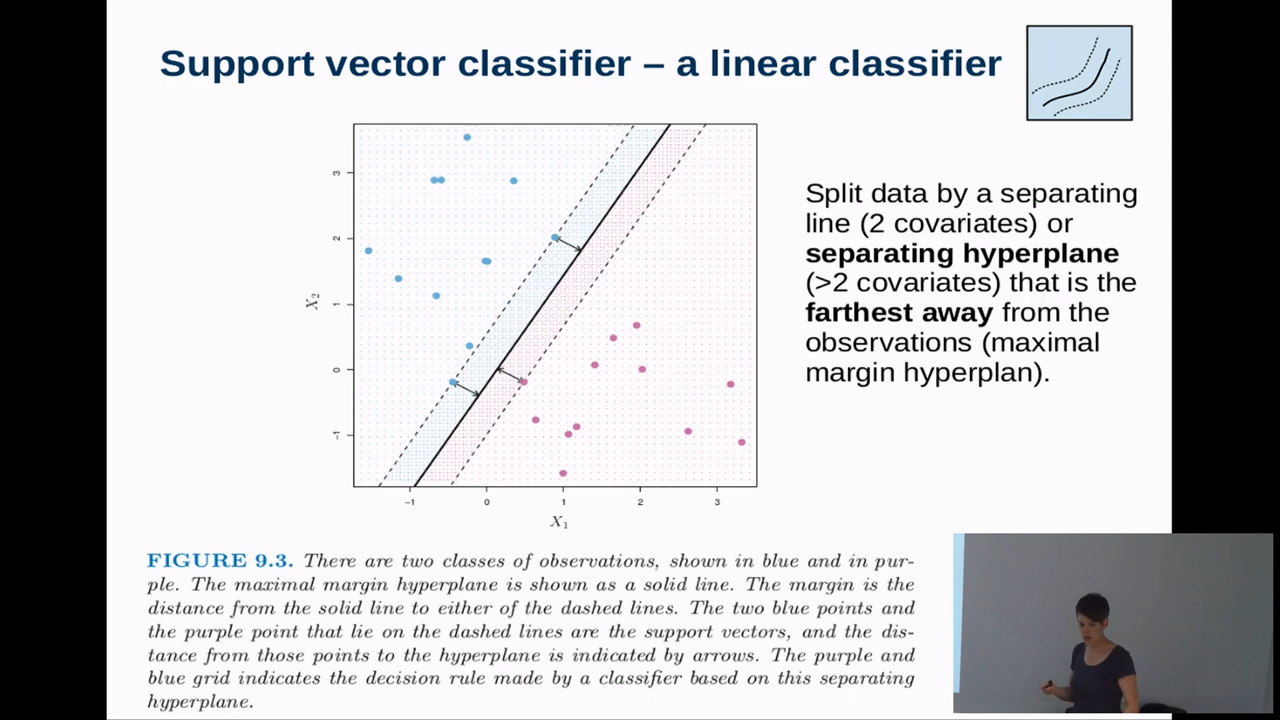 Support vector classifier – a linear classifier
3
2
1
0
−1
X2
−1
0
1
2
3
X1
Split data by a separating
line (2 covariates) or
separating hyperplane
(>2 covariates) that is the
farthest away from the
observations (maximal
margin hyperplan).
FIGURE 9.3. There are two classes of observations, shown in blue and in pur-
ple. The maximal margin hyperplane is shown as a solid line. The margin is the
distance from the solid line to either of the dashed lines. The two blue points and
the purple point that lie on the dashed lines are the support vectors, and the dis-
tance from those points to the hyperplane is indicated by arrows. The purple and
blue grid indicates the decision rule made by a classifier based on this separating
hyperplane.